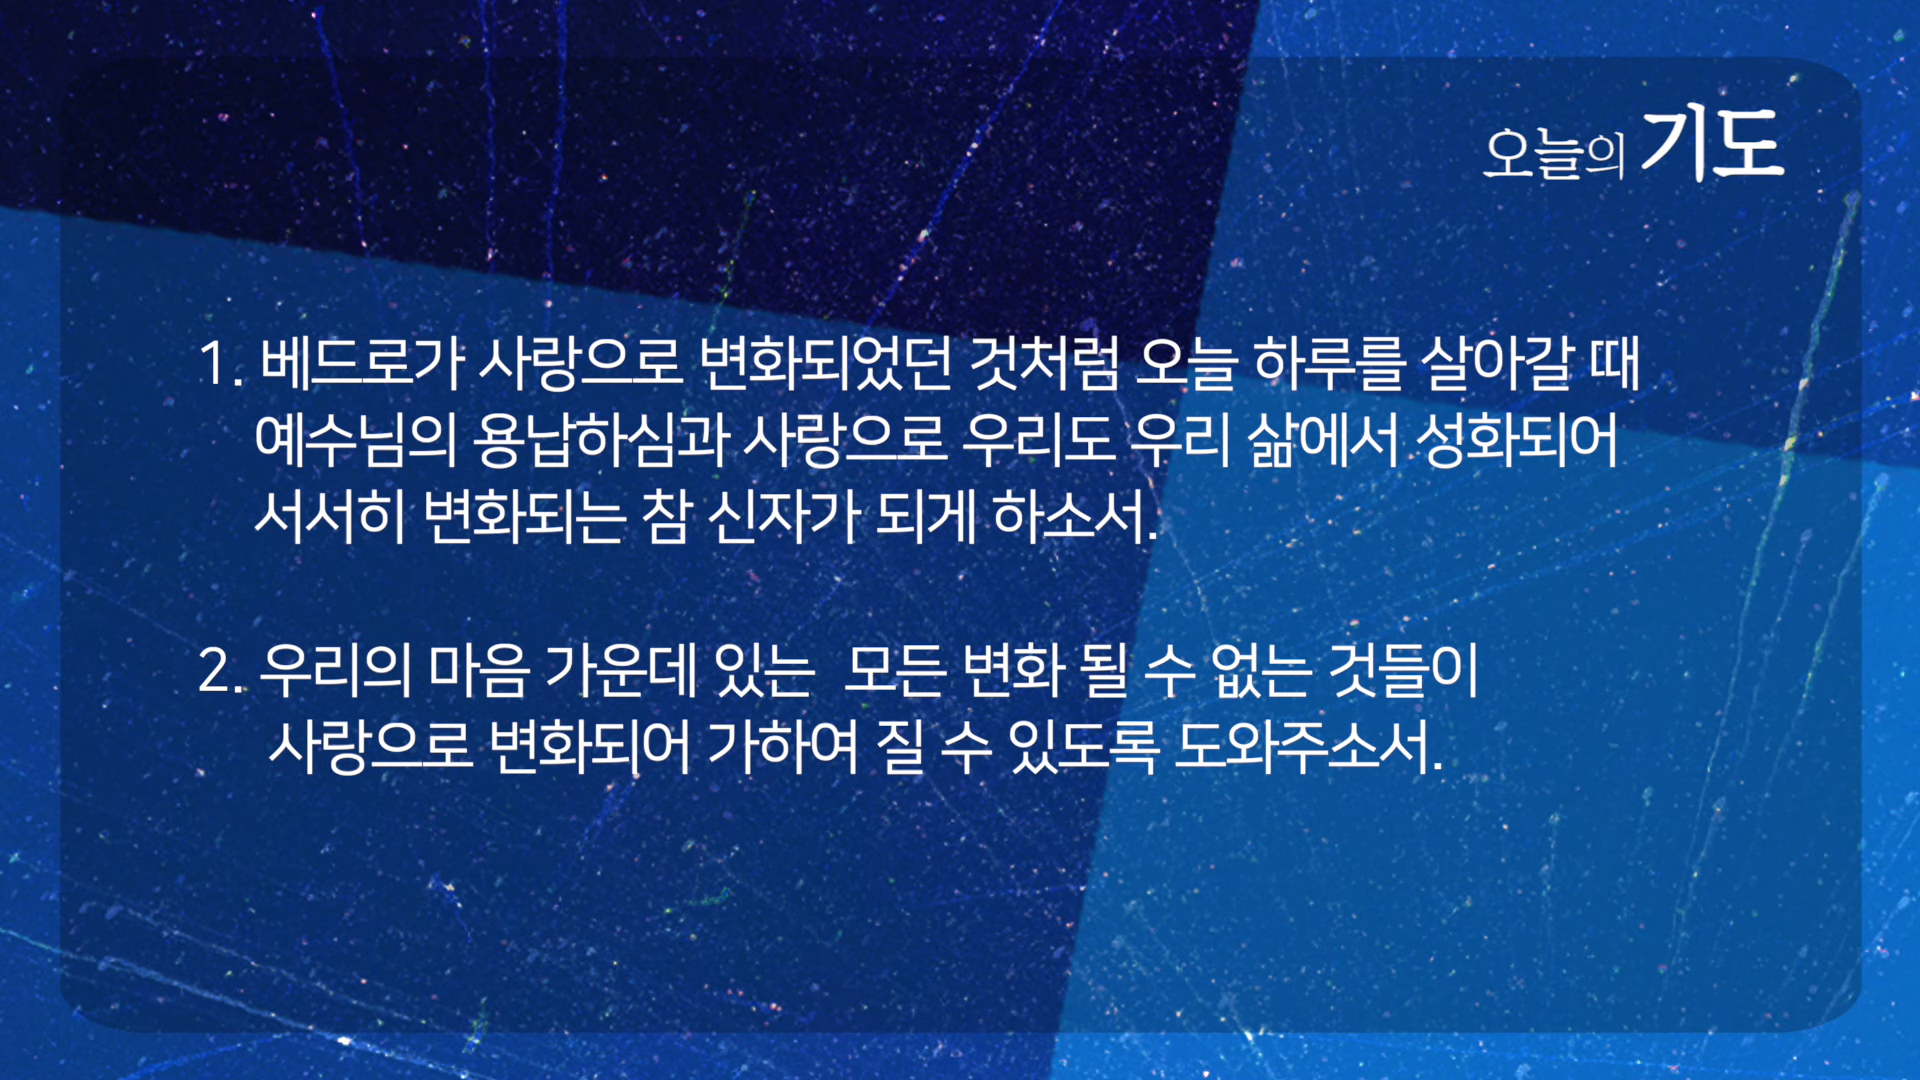 오늘의 기도
1. 베드로가 사랑으로 변화되었던 것처럼 오늘 하루를 살아갈 때
예수님의 용납하심과 사랑으로 우리도 우리 삶에서 성화되어
서서히 변화되는 참 신자가 되게 하소서.
2. 우리의 마음 가운데 있는 모든 변화 될 수 없는 것들이
사랑으로 변화되어 가하여 질 수 있도록 도와주소서.